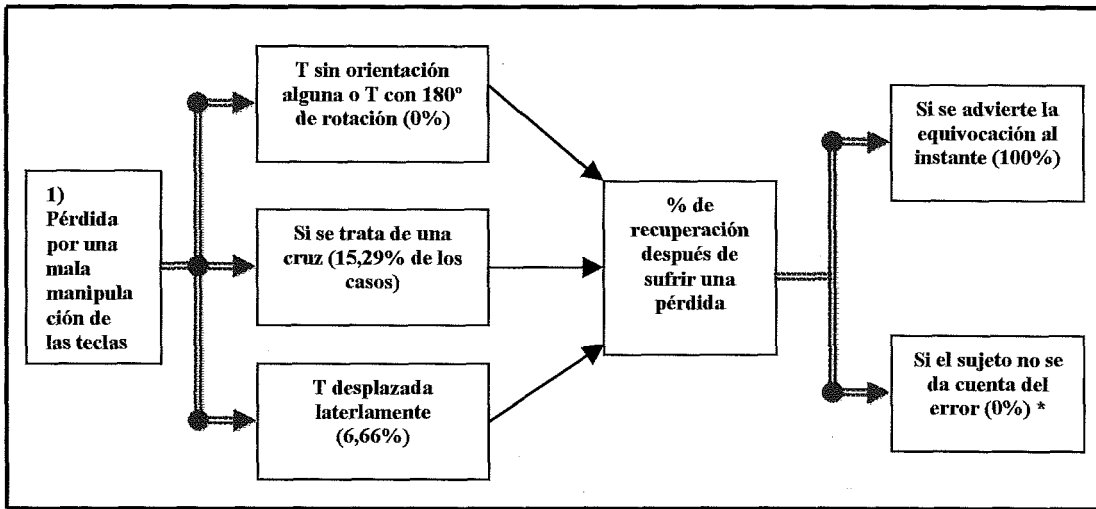 1)
Pérdida
por una
mala
manipula
ción de
las teclas
T sin orientación
alguna o T con 180º
de rotación (0%)
Si se trata de una
cruz (15,29% de los
casos)
T desplazada
laterlamente
(6,66%)
% de
recuperación
después de
sufrir una
pérdida
Si se advierte la
equivocación al
instante (100%)
Si el sujeto no se
da cuenta del
error (0%) *